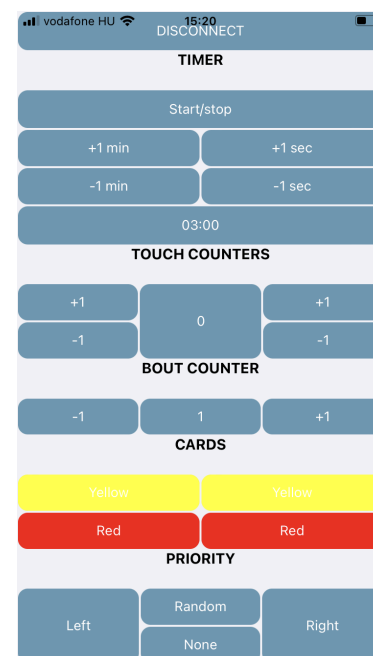 vodafone HU 15:20
DISCONNECT
TIMER
Start/stop
+1 min +1 sec
-1 min -1 sec
03:00
TOUCH COUNTERS
+1 +1
0
-1 -1
BOUT COUNTER
-1 1 +1
CARDS
Yellow Yellow
Red Red
PRIORITY
Random
Left Right
None